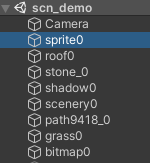 scn_demo
Camera
sprite0
roof0
stone_0
shadow0
scenery0
path9418_0
grass0
bitmap0